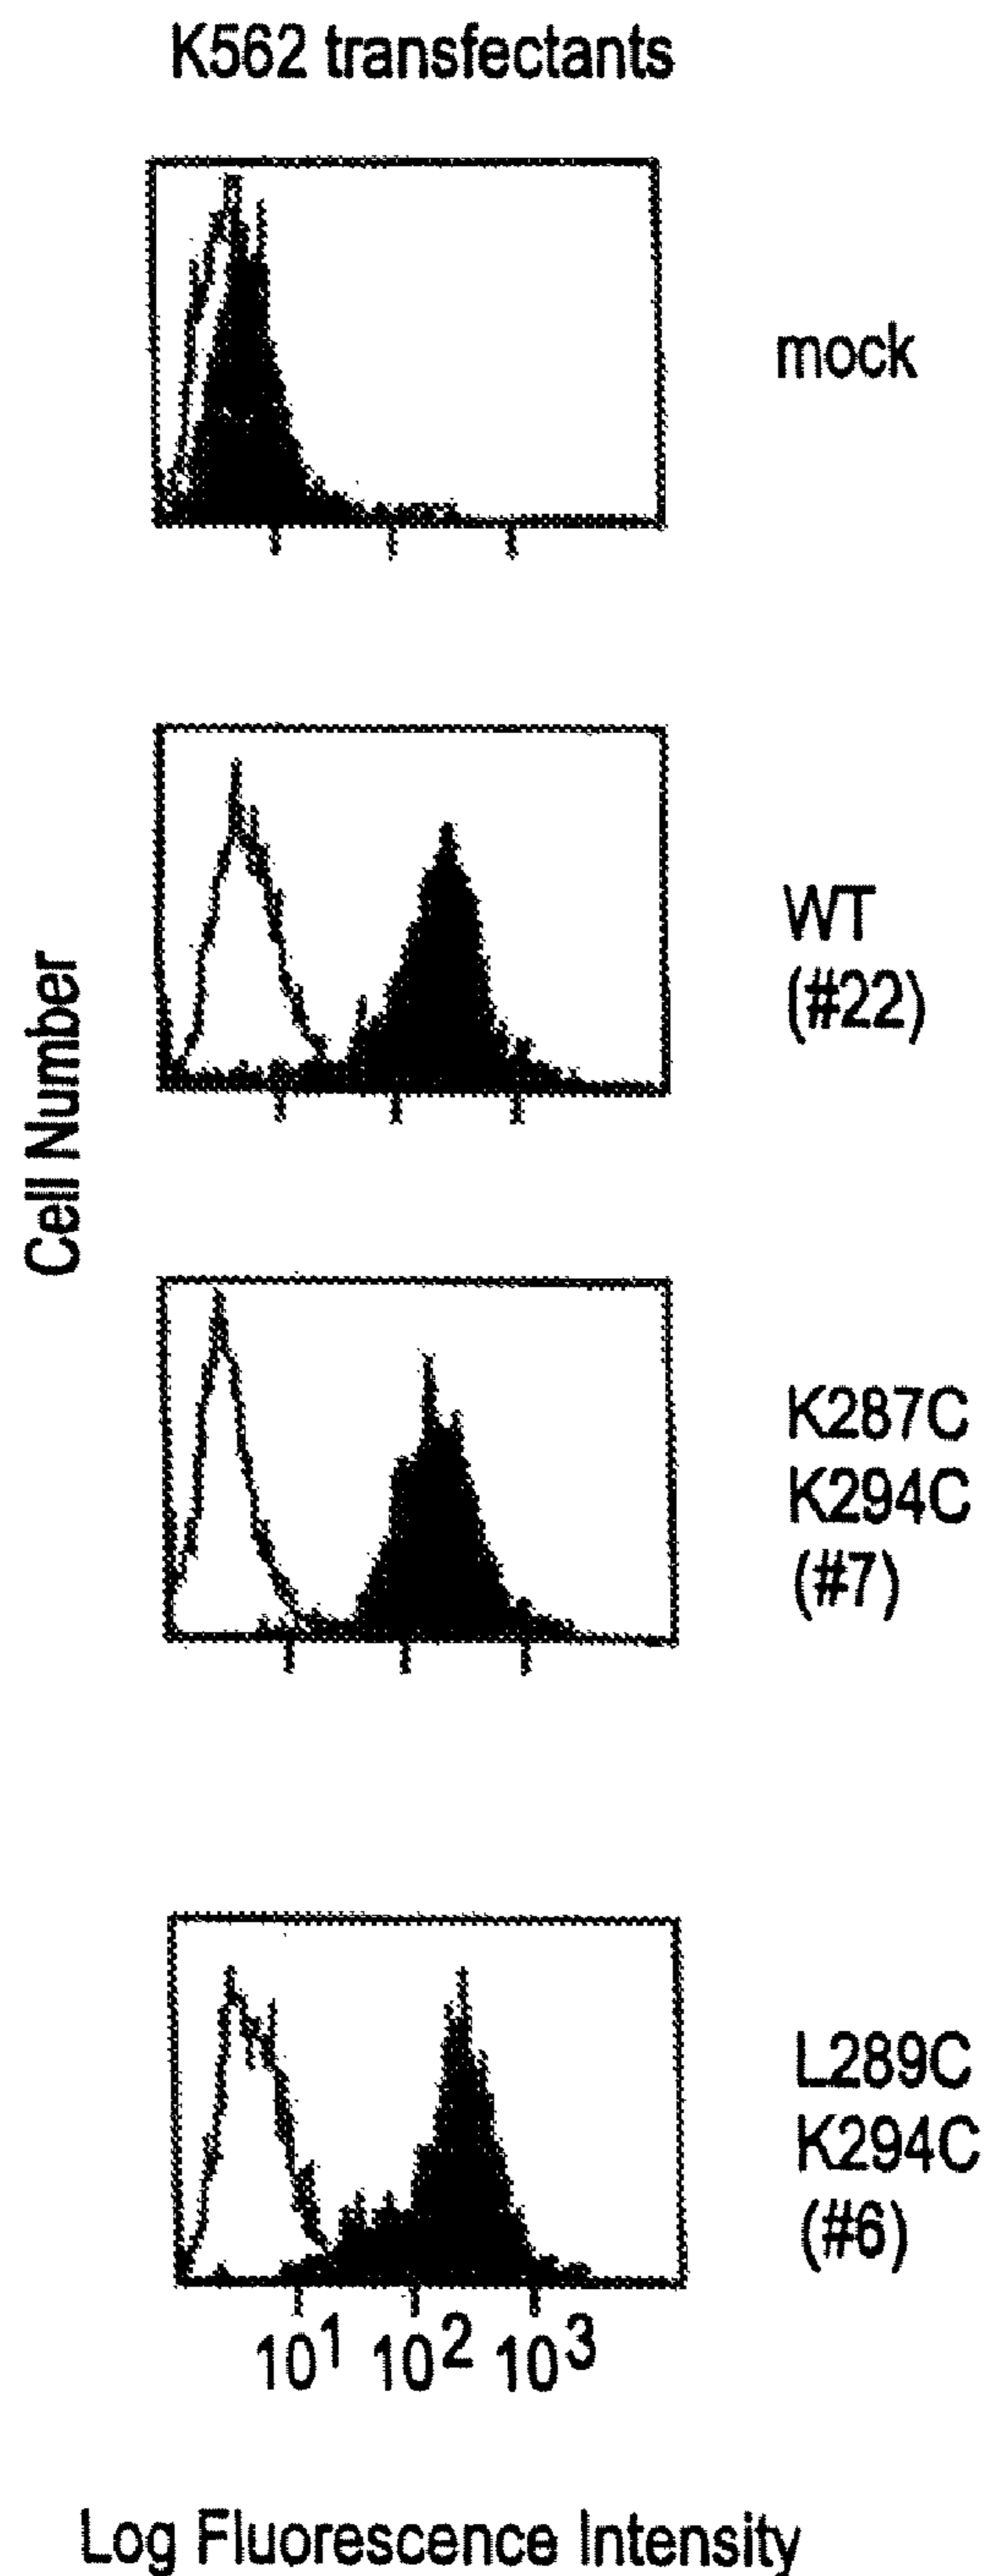 K562 transfectants
mock
Cell Number
WT
(#22)
K287C
K294C
(#7)
L289C
K294C
(#6)
10¹ 10² 10³
Log Fluorescence Intensity